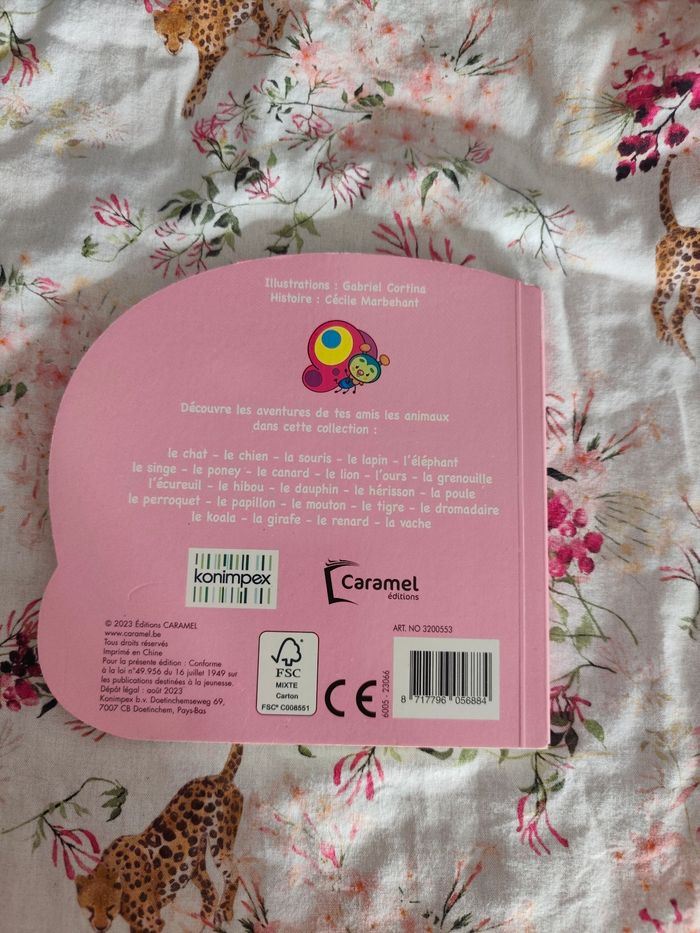 Illustrations : Gabriel Cortina
Histoire : Cécile Marbehant
Découvre les aventures de tes amis les animaux
dans cette collection :
le chat - le chien - la souris - le lapin - l'éléphant
le singe - le poney - le canard - le lion - l'ours - la grenouille
l'écureuil - le hibou - le dauphin - le hérisson - la poule
le perroquet - le papillon - le mouton - le tigre - le dromadaire
le koala - la girafe - le renard - la vache
konimpex
Caramel
éditions
© 2023 Éditions CARAMEL
www.caramel.be
Tous droits réservés
Imprimé en Chine
Pour la présente édition : Conforme
à la loi n°49.956 du 16 juillet 1949 sur
les publications destinées à la jeunesse.
Dépôt légal : août 2023
Konimpex b.v. Doetinchemseweg 69,
7007 CB Doetinchem, Pays-Bas
FSC
MIXTE
Carton
FSC® C008551
CE
6005 - 23066
ART. NO 3200553
8 717796 056884